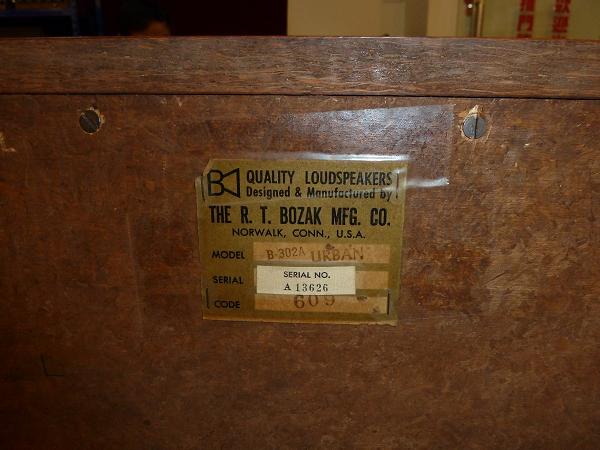 QUALITY LOUDSPEAKERS
Designed & Manufactured by
THE R. T. BOZAK MFG. CO.
NORWALK, CONN., U.S.A.
MODEL B-302A URBAN
SERIAL SERIAL NO.
A 13626
CODE 609